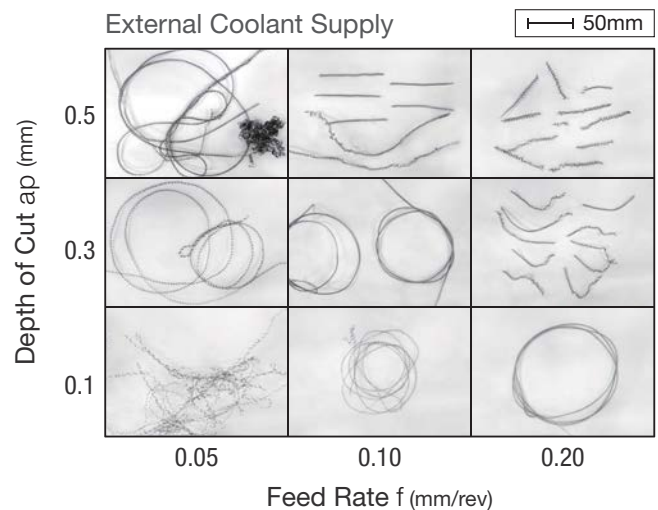 External Coolant Supply
50mm
Depth of Cut ap (mm)
0.5
0.3
0.1
0.05 0.10 0.20
Feed Rate f (mm/rev)